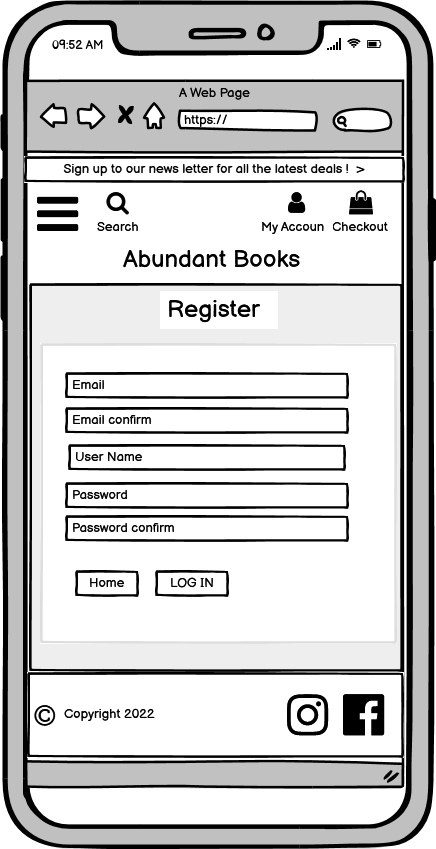 09:52 AM
A Web Page
https://
Sign up to our news letter for all the latest deals ! >
Search
My Accoun
Checkout
Abundant Books
Register
Email
Email confirm
User Name
Password
Password confirm
Home
LOG IN
© Copyright 2022